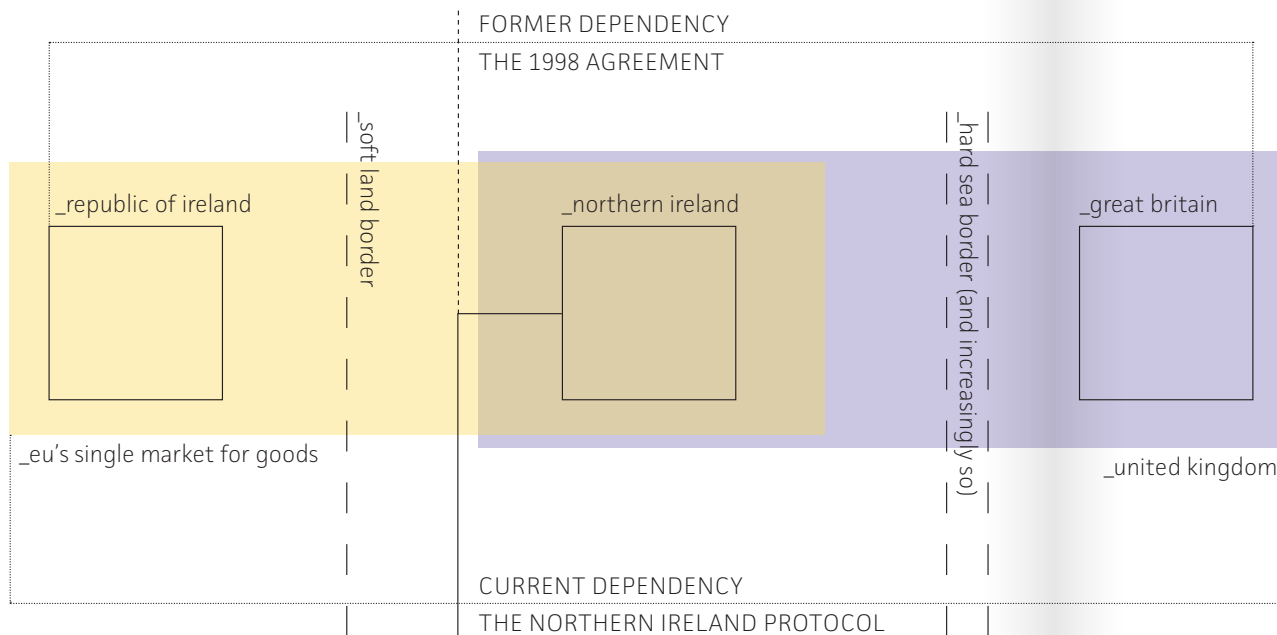 FORMER DEPENDENCY
THE 1998 AGREEMENT
_soft land border
_hard sea border (and increasingly so)
_republic of ireland
_northern ireland
_great britain
_eu's single market for goods
_united kingdom
CURRENT DEPENDENCY
THE NORTHERN IRELAND PROTOCOL